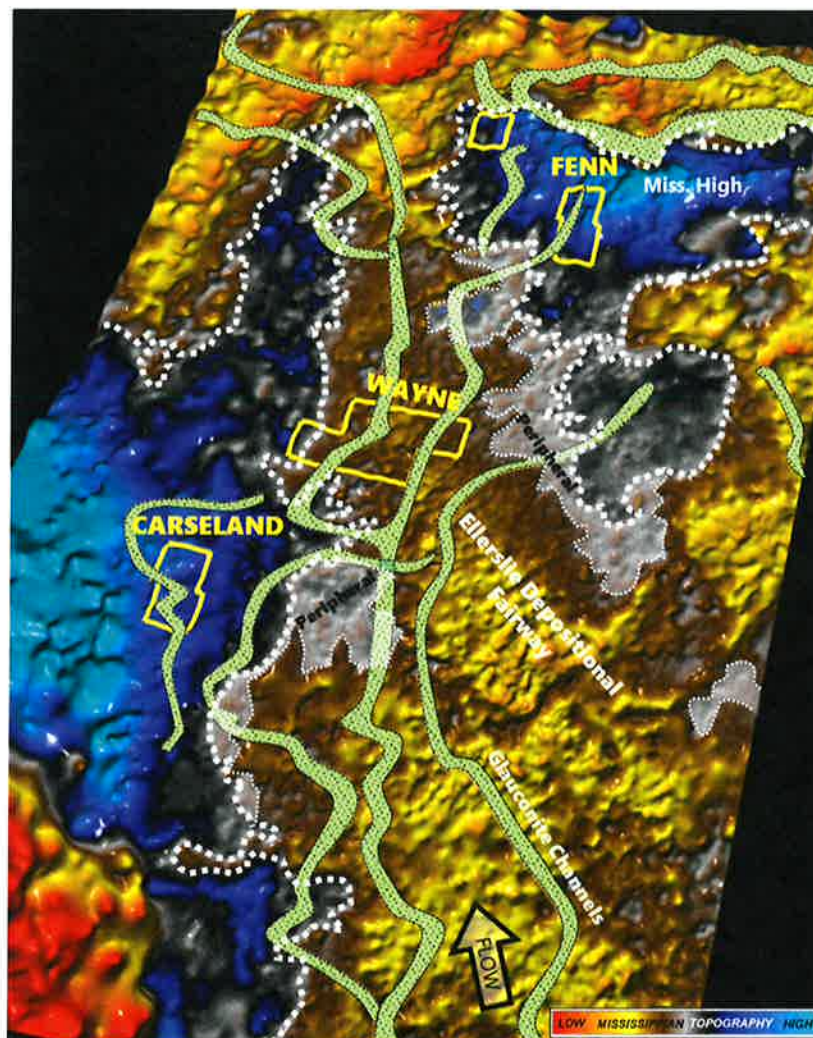 FENN
Miss. High
WAYNE
Peripheral
CARSELAND
Ellerslie Depositional
Fairway
Peripheral
Glauconite Channels
FLOW
LOW MISSISSIPPIAN TOPOGRAPHY HIGH